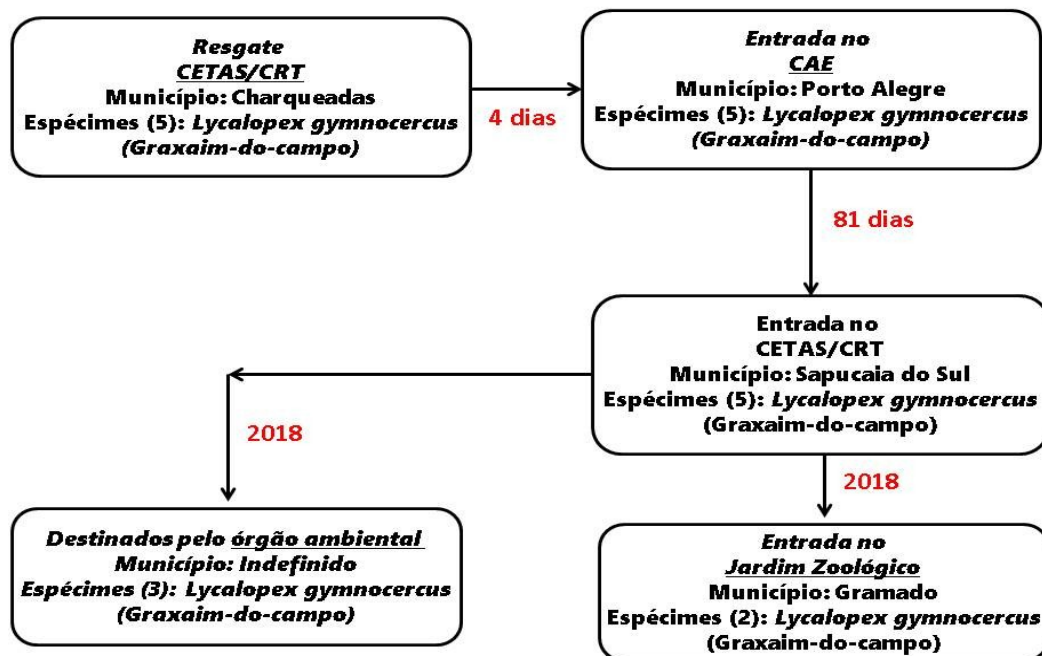 Resgate
CETAS/CRT
Município: Charqueadas
Espécimes (5): Lycalopex gymnocercus
(Graxaim-do-campo)
4 dias
Entrada no
CAE
Município: Porto Alegre
Espécimes (5): Lycalopex gymnocercus
(Graxaim-do-campo)
81 dias
Entrada no
CETAS/CRT
Município: Sapucaia do Sul
Espécimes (5): Lycalopex gymnocercus
(Graxaim-do-campo)
2018
2018
Destinados pelo órgão ambiental
Município: Indefinido
Espécimes (3): Lycalopex gymnocercus
(Graxaim-do-campo)
Entrada no
Jardim Zoológico
Município: Gramado
Espécimes (2): Lycalopex gymnocercus
(Graxaim-do-campo)